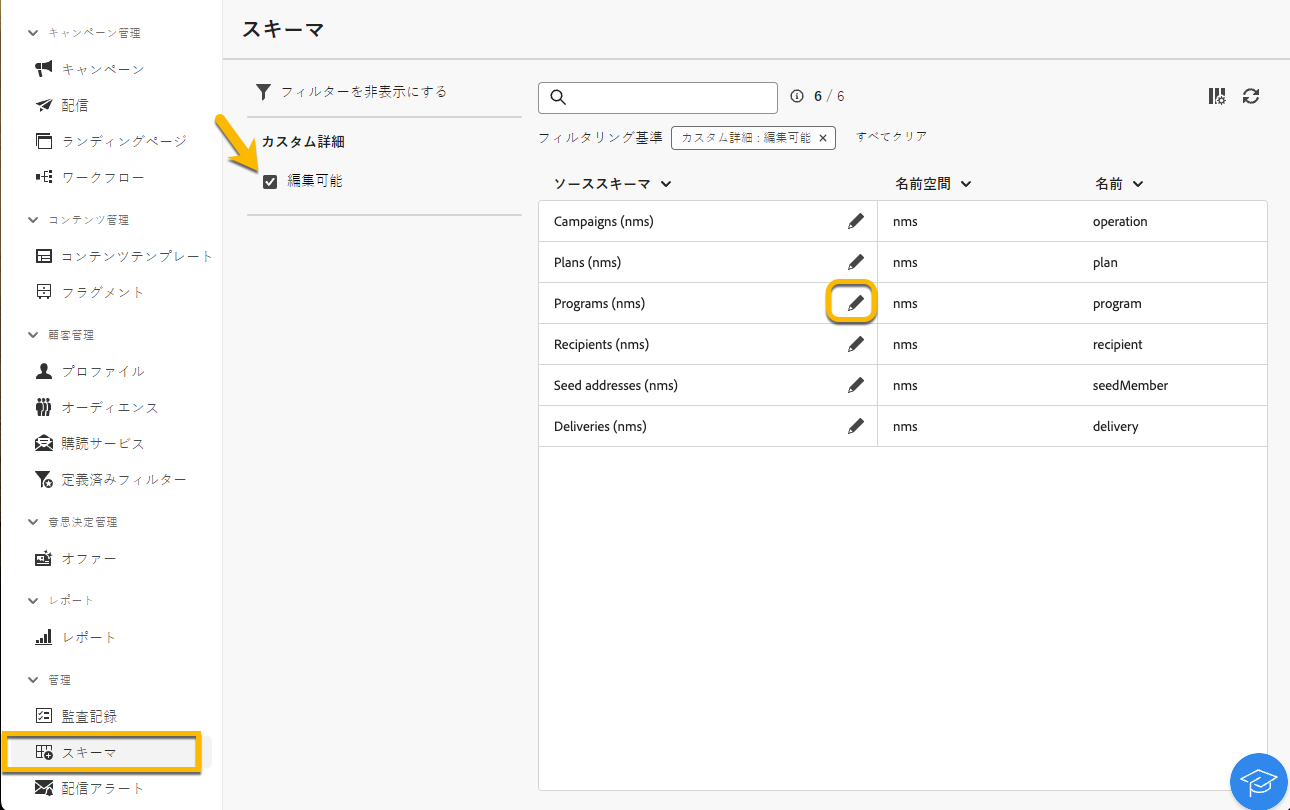 キャンペーン管理
キャンペーン
配信
ランディングページ
ワークフロー
コンテンツ管理
コンテンツテンプレート
フラグメント
顧客管理
プロファイル
オーディエンス
購読サービス
定義済みフィルター
意思決定管理
オファー
レポート
レポート
管理
監査記録
スキーマ
配信アラート
スキーマ
フィルターを非表示にする
カスタム詳細
編集可能
6 / 6
フィルタリング基準 カスタム詳細 : 編集可能 × すべてクリア
ソーススキーマ 名前空間 名前
Campaigns (nms) nms operation
Plans (nms) nms plan
Programs (nms) nms program
Recipients (nms) nms recipient
Seed addresses (nms) nms seedMember
Deliveries (nms) nms delivery